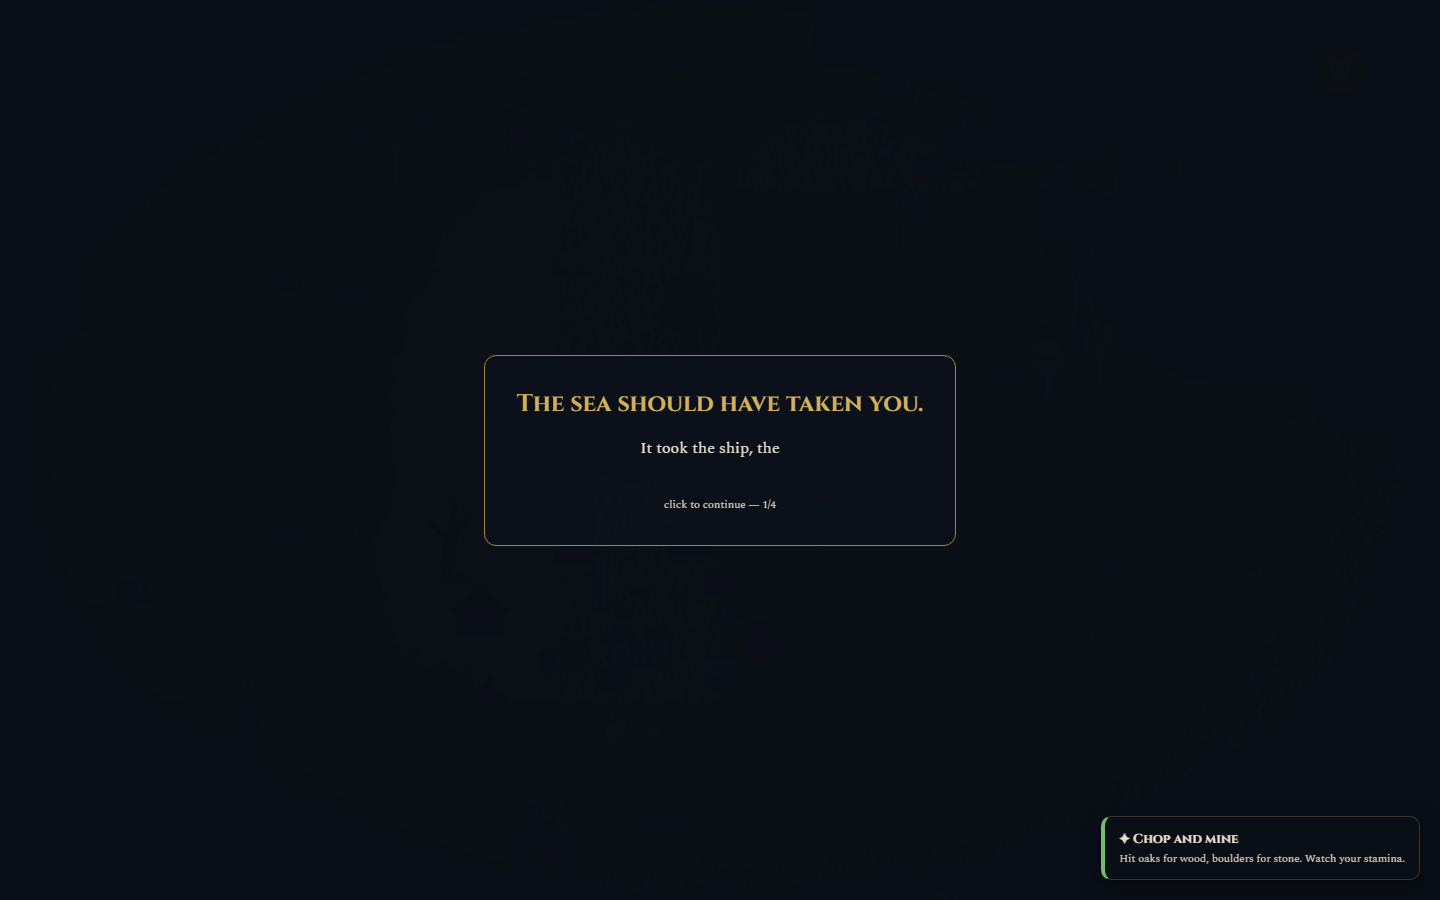 The sea should have taken you.
It took the ship, the
click to continue — 1/4
✦ Chop and mine
Hit oaks for wood, boulders for stone. Watch your stamina.